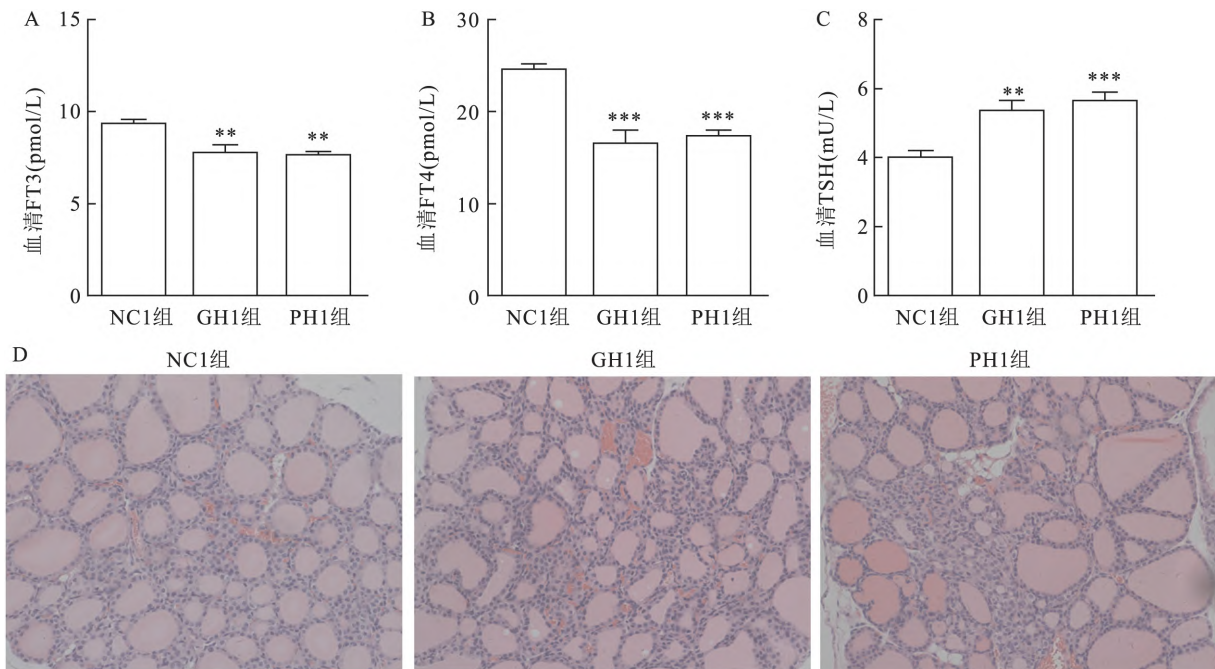 A
血清FT3(pmol/L)
15
10
5
0
**
**
NC1组
GH1组
PH1组
B
血清FT4(pmol/L)
30
20
10
0
***
***
NC1组
GH1组
PH1组
C
血清TSH(mU/L)
8
6
4
2
0
**
***
NC1组
GH1组
PH1组
D
NC1组
GH1组
PH1组